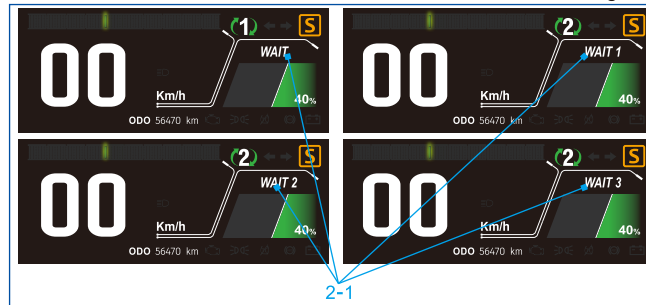 1 S
WAIT
00
Km/h
40%
ODO 56470 km
2 S
WAIT 1
00
Km/h
40%
ODO 56470 km
2 S
WAIT 2
00
Km/h
40%
ODO 56470 km
2 S
WAIT 3
00
Km/h
40%
ODO 56470 km
2-1